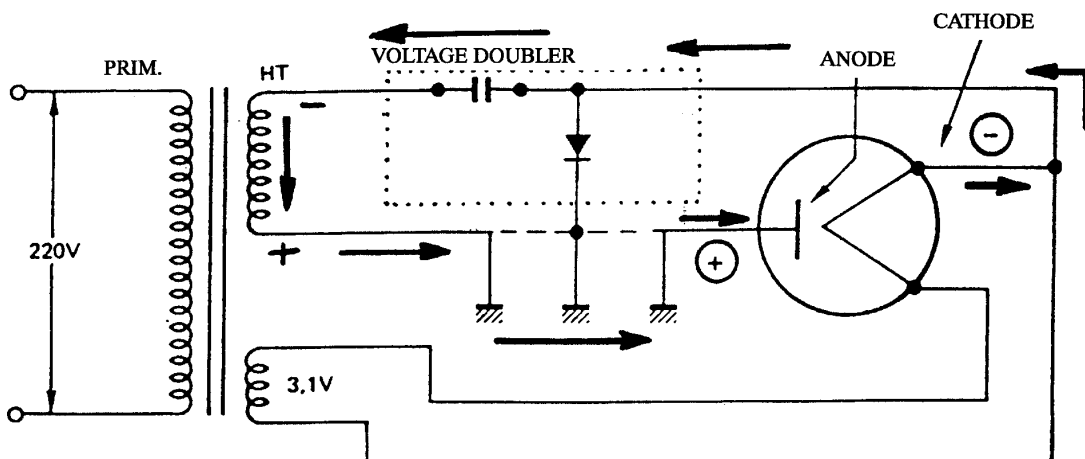 CATHODE
VOLTAGE DOUBLER
ANODE
PRIM.
HT
−
−
220V
+
+
3,1V